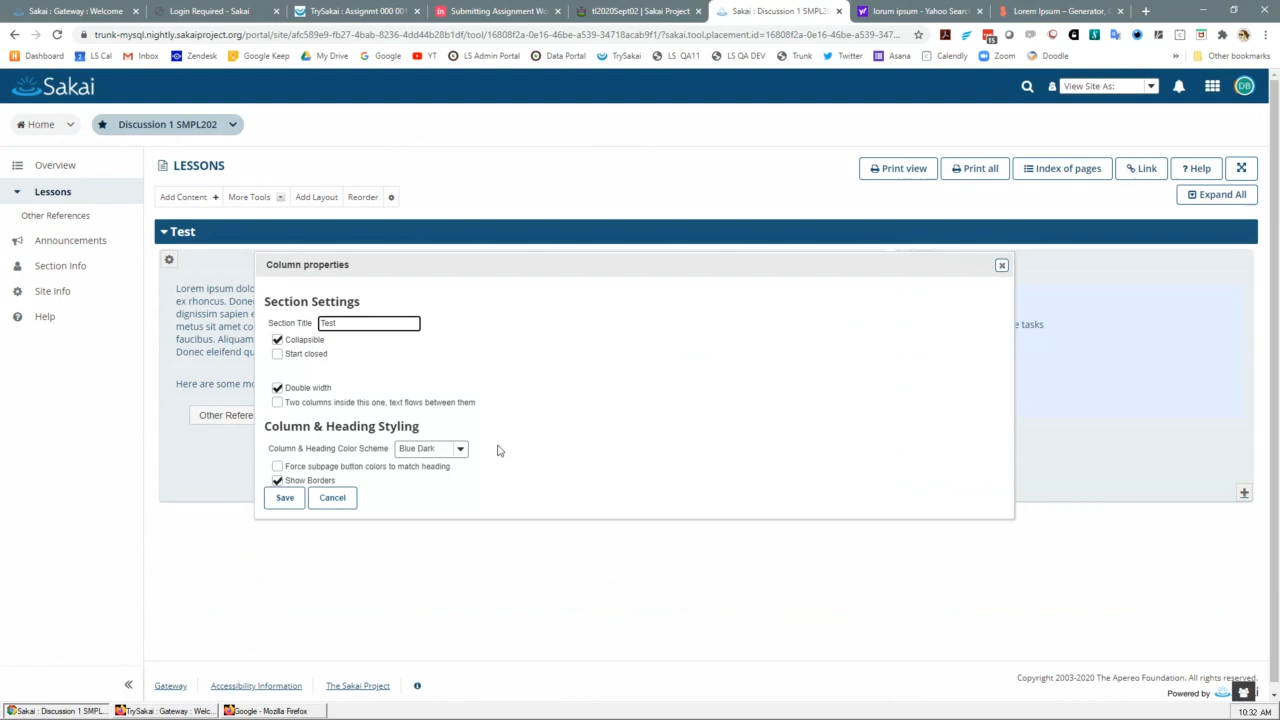 Sakai : Gateway : Welcome
Login Required - Sakai
TrySakai : Assignmt 000 001
Submitting Assignment Wo
tl2020Sept02 | Sakai Project
Sakai : Discussion 1 SMPL20
lorum ipsum - Yahoo Search
Lorem Ipsum – Generator, O
trunk-mysql.nightly.sakaiproject.org/portal/site/afc589e9-fb27-4bab-8236-4dd44b28b1df/tool/16808f2a-0e16-46be-a539-34718acab9f1/?sakai.tool.placement.id=16808f2a-0e16-46be-a539-347...
15
Dashboard
LS Cal
Inbox
Zendesk
Google Keep
My Drive
Google
YT
LS Admin Portal
Data Portal
TrySakai
LS QA11
LS QA DEV
Trunk
Twitter
Asana
Calendly
Zoom
Doodle
»
Other bookmarks
Sakai
View Site As:
DB
Home
Discussion 1 SMPL202
Overview
Lessons
Other References
Announcements
Section Info
Site Info
Help
LESSONS
Print view
Print all
Index of pages
Link
? Help
Add Content +
More Tools
Add Layout
Reorder
Expand All
Test
Lorem ipsum dolo
ex rhoncus. Done
dignissim sapien e
metus sit amet co
faucibus. Aliquam
Donec eleifend qu
Here are some mo
Other Refere
e tasks
Column properties
Section Settings
Section Title Test
Collapsible
Start closed
Double width
Two columns inside this one, text flows between them
Column & Heading Styling
Column & Heading Color Scheme Blue Dark
Force subpage button colors to match heading
Show Borders
Save
Cancel
Gateway
Accessibility Information
The Sakai Project
Copyright 2003-2020 The Apereo Foundation. All rights reserved.
Powered by
Sakai : Discussion 1 SMPL...
TrySakai : Gateway : Welc...
Google - Mozilla Firefox
10:32 AM